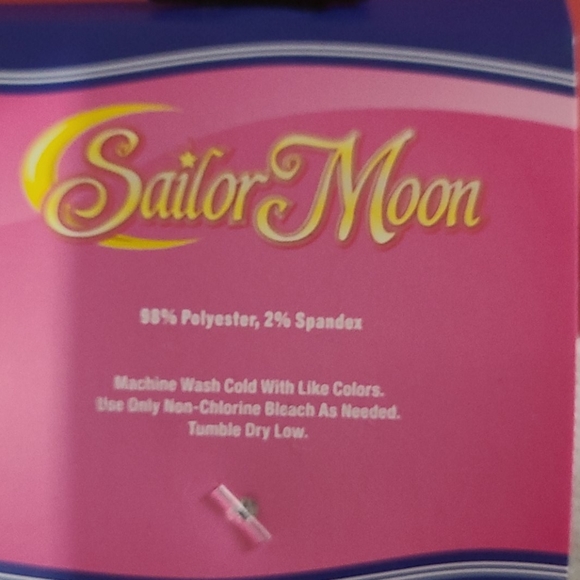 Sailor Moon
98% Polyester, 2% Spandex
Machine Wash Cold With Like Colors.
Use Only Non-Chlorine Bleach As Needed.
Tumble Dry Low.